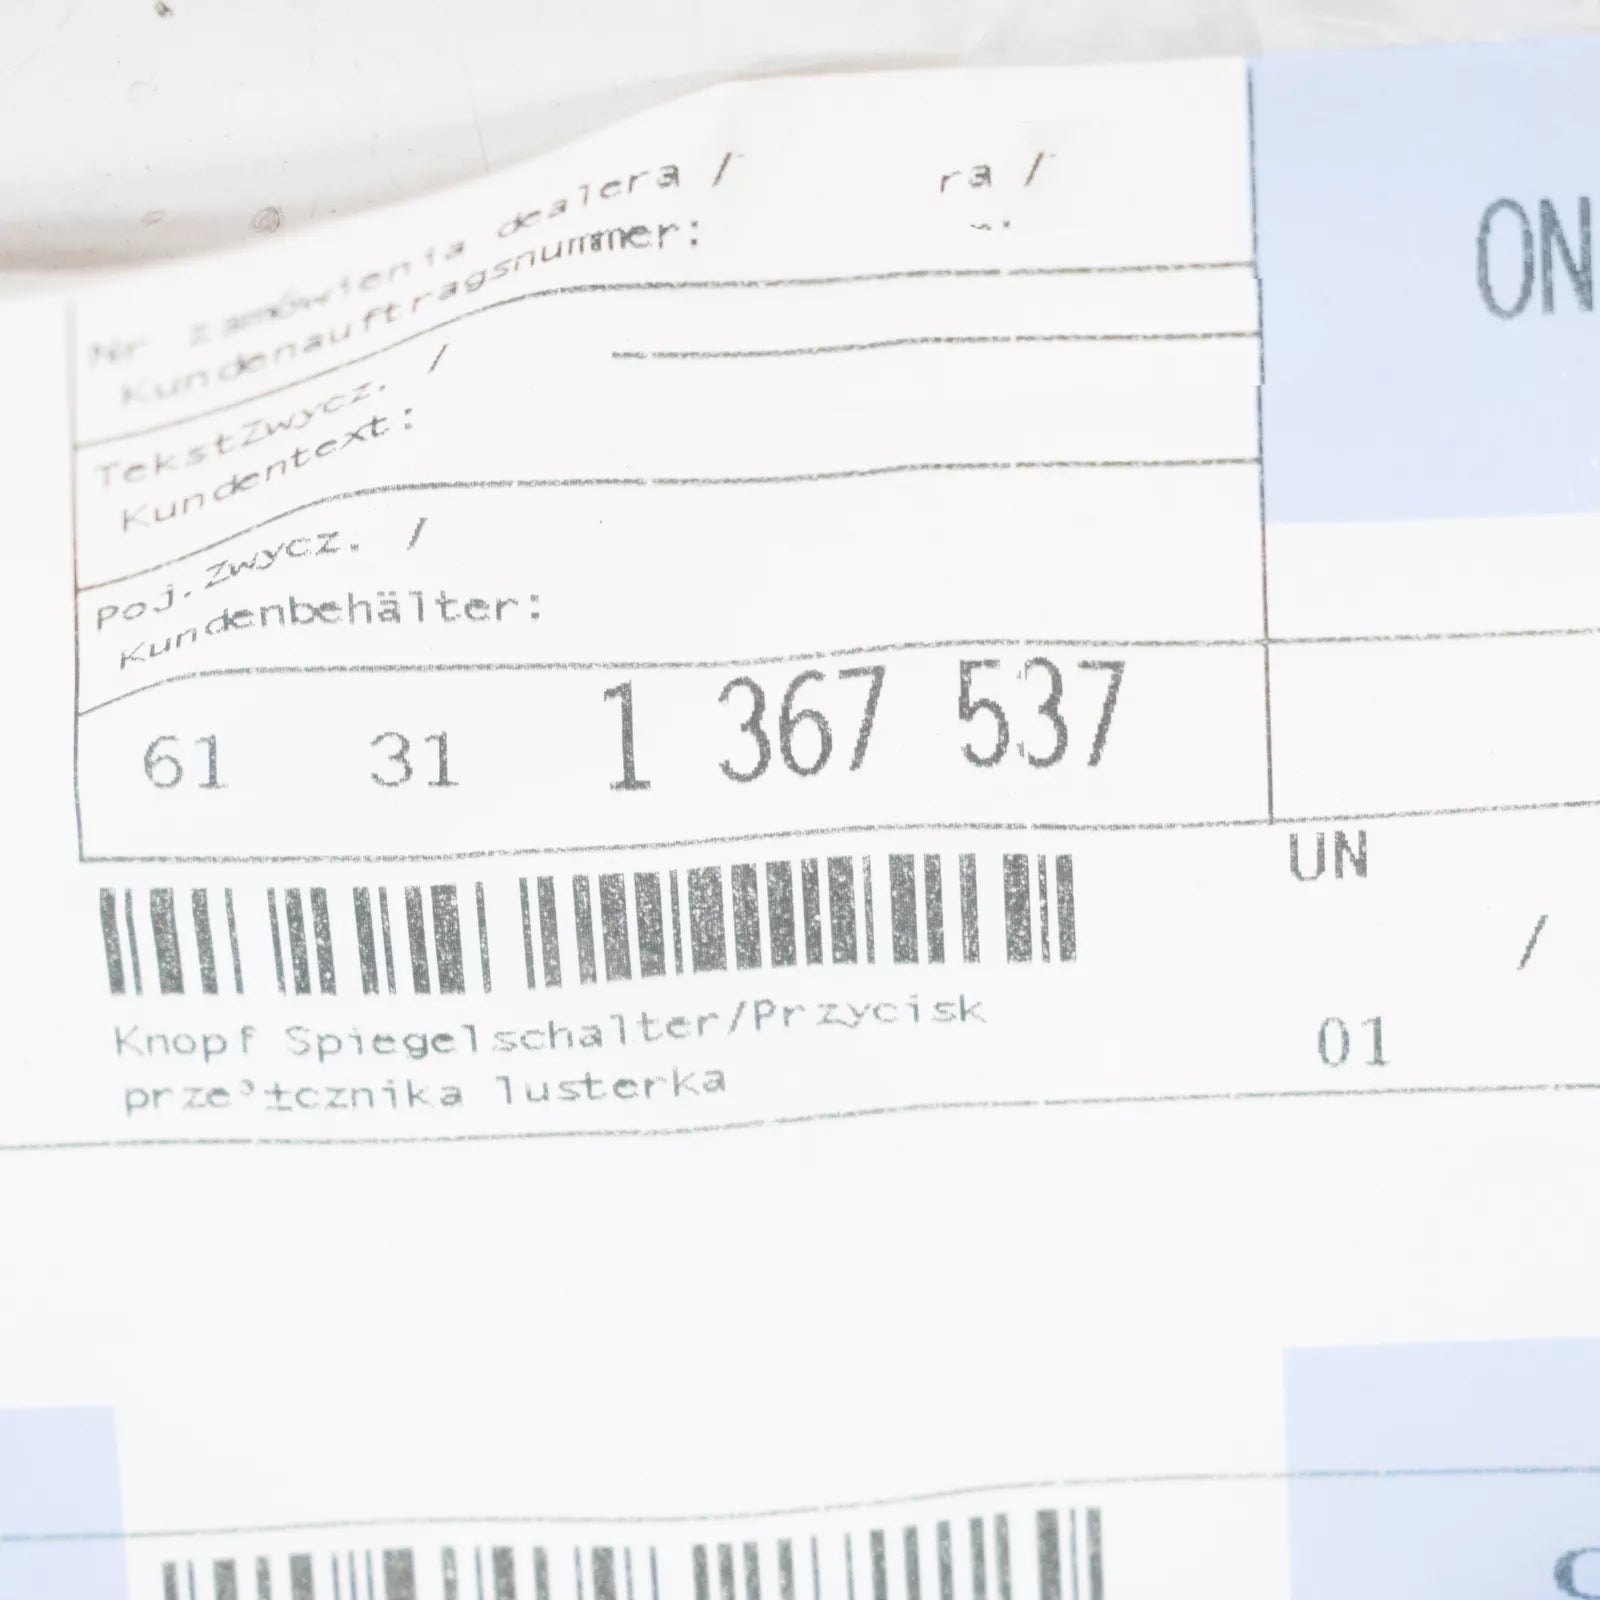 Nr zamówienia dealera /
ra /
Kundenauftragsnummer:
ON
TekstZwycz. /
Kundentext:
Poj.Zwycz. /
Kundenbehälter:
61 31 1 367 537
UN
/
Knopf Spiegelschalter/Przycisk
01
prze³±cznika lusterka